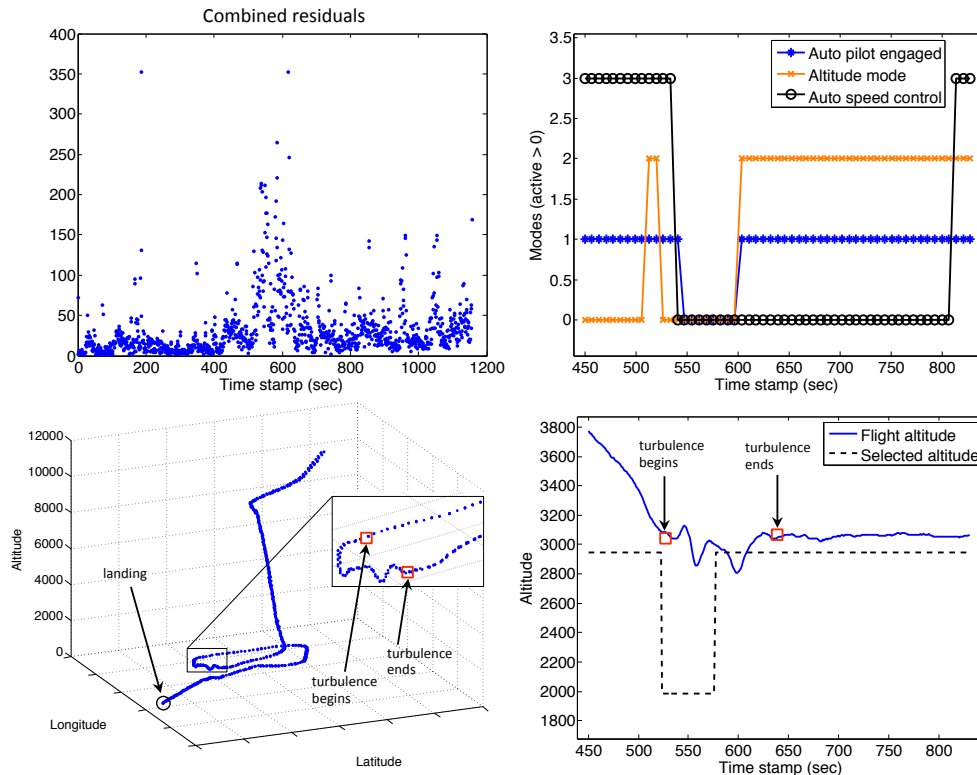 Combined residuals
400
350
300
250
200
150
100
50
0
0
200
400
600
800
1000
1200
Time stamp (sec)
3.5
3
2.5
2
1.5
1
0.5
0
Modes (active > 0)
Auto pilot engaged
Altitude mode
Auto speed control
450
500
550
600
650
700
750
800
Time stamp (sec)
12000
10000
8000
6000
4000
2000
0
Altitude
landing
turbulence
begins
turbulence
ends
Longitude
Latitude
3800
3600
3400
3200
3000
2800
2600
2400
2200
2000
1800
Altitude
turbulence
begins
turbulence
ends
Flight altitude
Selected altitude
450
500
550
600
650
700
750
800
Time stamp (sec)